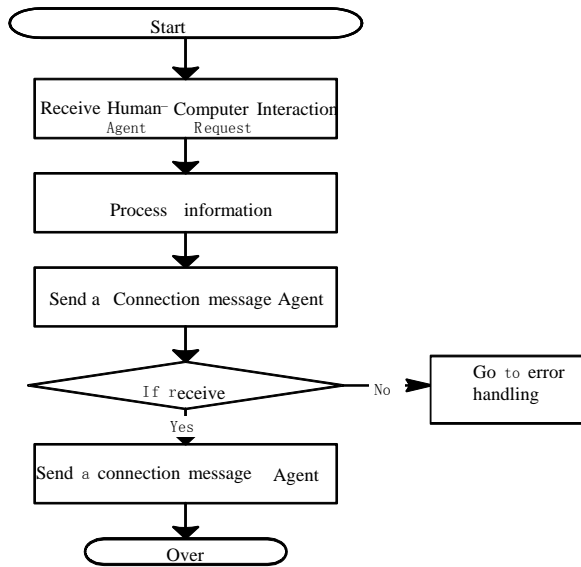 Start
Receive Human- Computer Interaction
Agent Request
Process information
Send a Connection message Agent
If receive
No
Go to error
handling
Yes
Send a connection message Agent
Over